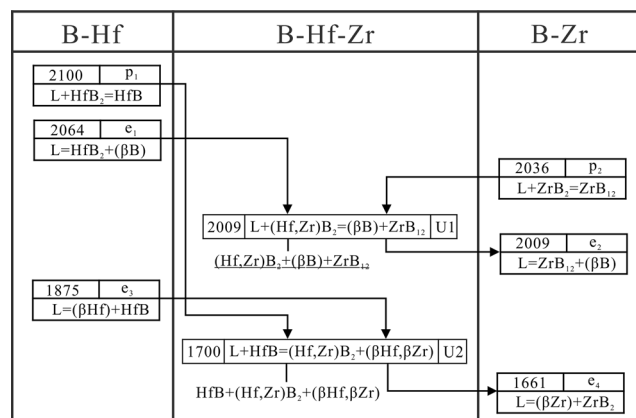 B-Hf
B-Hf-Zr
B-Zr
2100 p₁
L+HfB₂=HfB
2064 e₁
L=HfB₂+(βB)
2036 p₂
L+ZrB₂=ZrB₁₂
2009 L+(Hf,Zr)B₂=(βB)+ZrB₁₂ U1
(Hf,Zr)B₂+(βB)+ZrB₁₂
2009 e₂
L=ZrB₁₂+(βB)
1875 e₃
L=(βHf)+HfB
1700 L+HfB=(Hf,Zr)B₂+(βHf,βZr) U2
HfB+(Hf,Zr)B₂+(βHf,βZr)
1661 e₄
L=(βZr)+ZrB₂